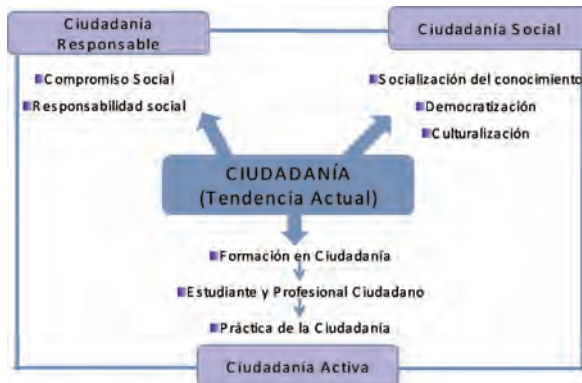 Ciudadanía
Responsable
Ciudadanía Social
Compromiso Social
Responsabilidad social
Socialización del conocimiento
Democratización
Culturalización
CIUDADANÍA
(Tendencia Actual)
Formación en Ciudadanía
Estudiante y Profesional Ciudadano
Práctica de la Ciudadanía
Ciudadanía Activa